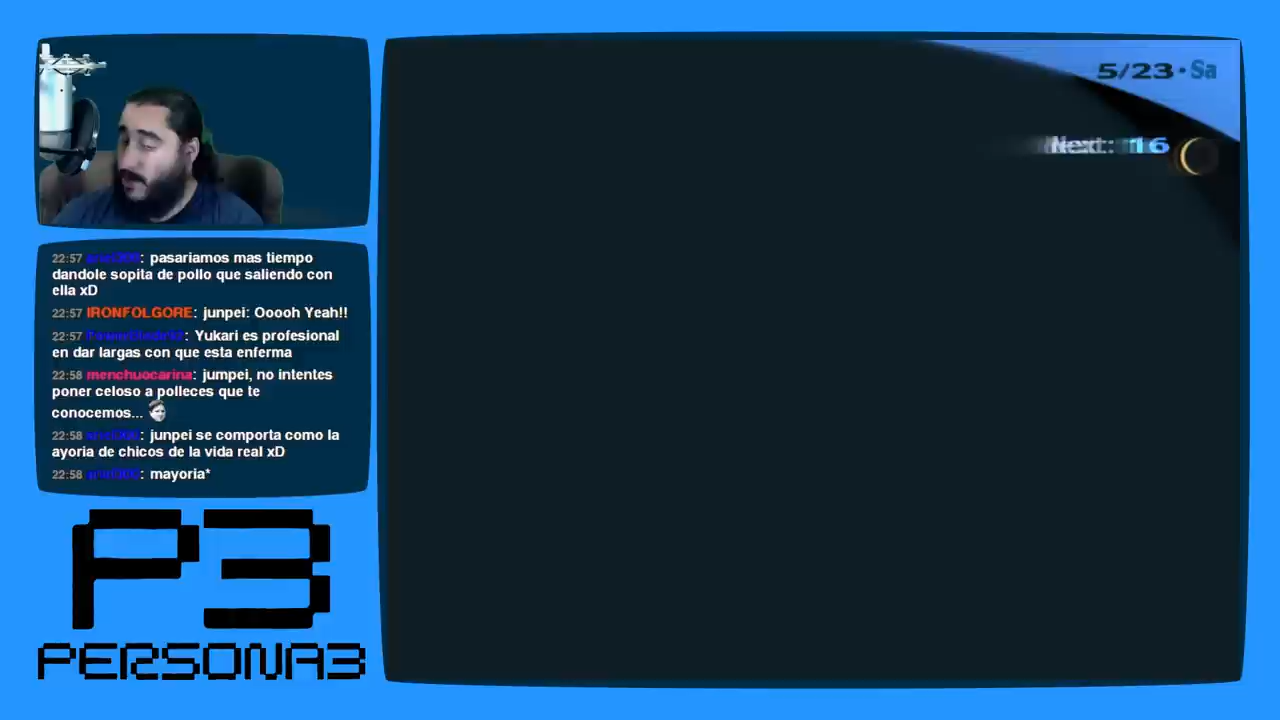 22:57 : pasariamos mas tiempo
dandole sopita de pollo que saliendo con
ella xD
22:57 IRONFOLGORE: junpei: Ooooh Yeah!!
22:57 : Yukari es profesional
en dar largas con que esta enferma
22:58 menchuocarina: jumpei, no intentes
poner celoso a polleces que te
conocemos...
22:58 : junpei se comporta como la
ayoria de chicos de la vida real xD
22:58 : mayoria*
P3
PERSONA3
5/23·Sa
Next: 16